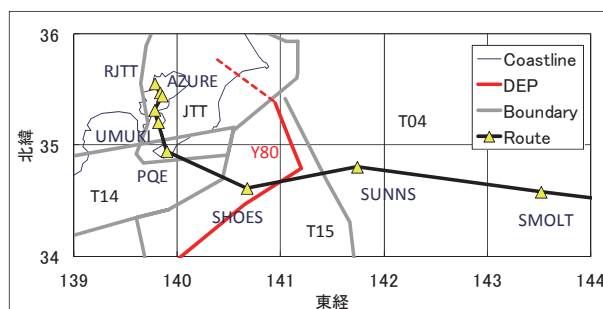 36
35
34
北緯
139
140
141
142
143
144
東経
RJTT
AZURE
JTT
UMUKI
PQE
T14
SHOES
Y80
T15
T04
SUNNS
SMOLT
Coastline
DEP
Boundary
Route